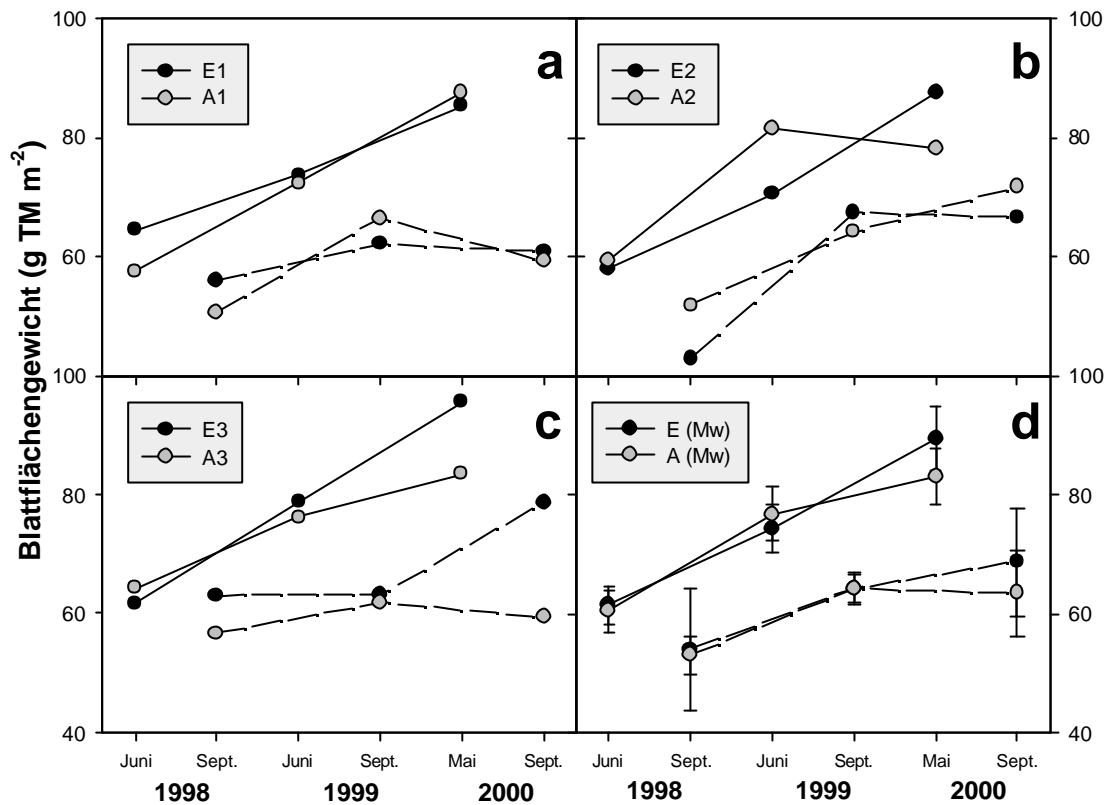 Blattflächengewicht (g TM m⁻²)
100
80
60
100
80
60
40
100
80
60
100
80
60
40
E1
A1
a
E2
A2
b
E3
A3
c
E (Mw)
A (Mw)
d
Juni Sept. Juni Sept. Mai Sept.
1998 1999 2000
Juni Sept. Juni Sept. Mai Sept.
1998 1999 2000